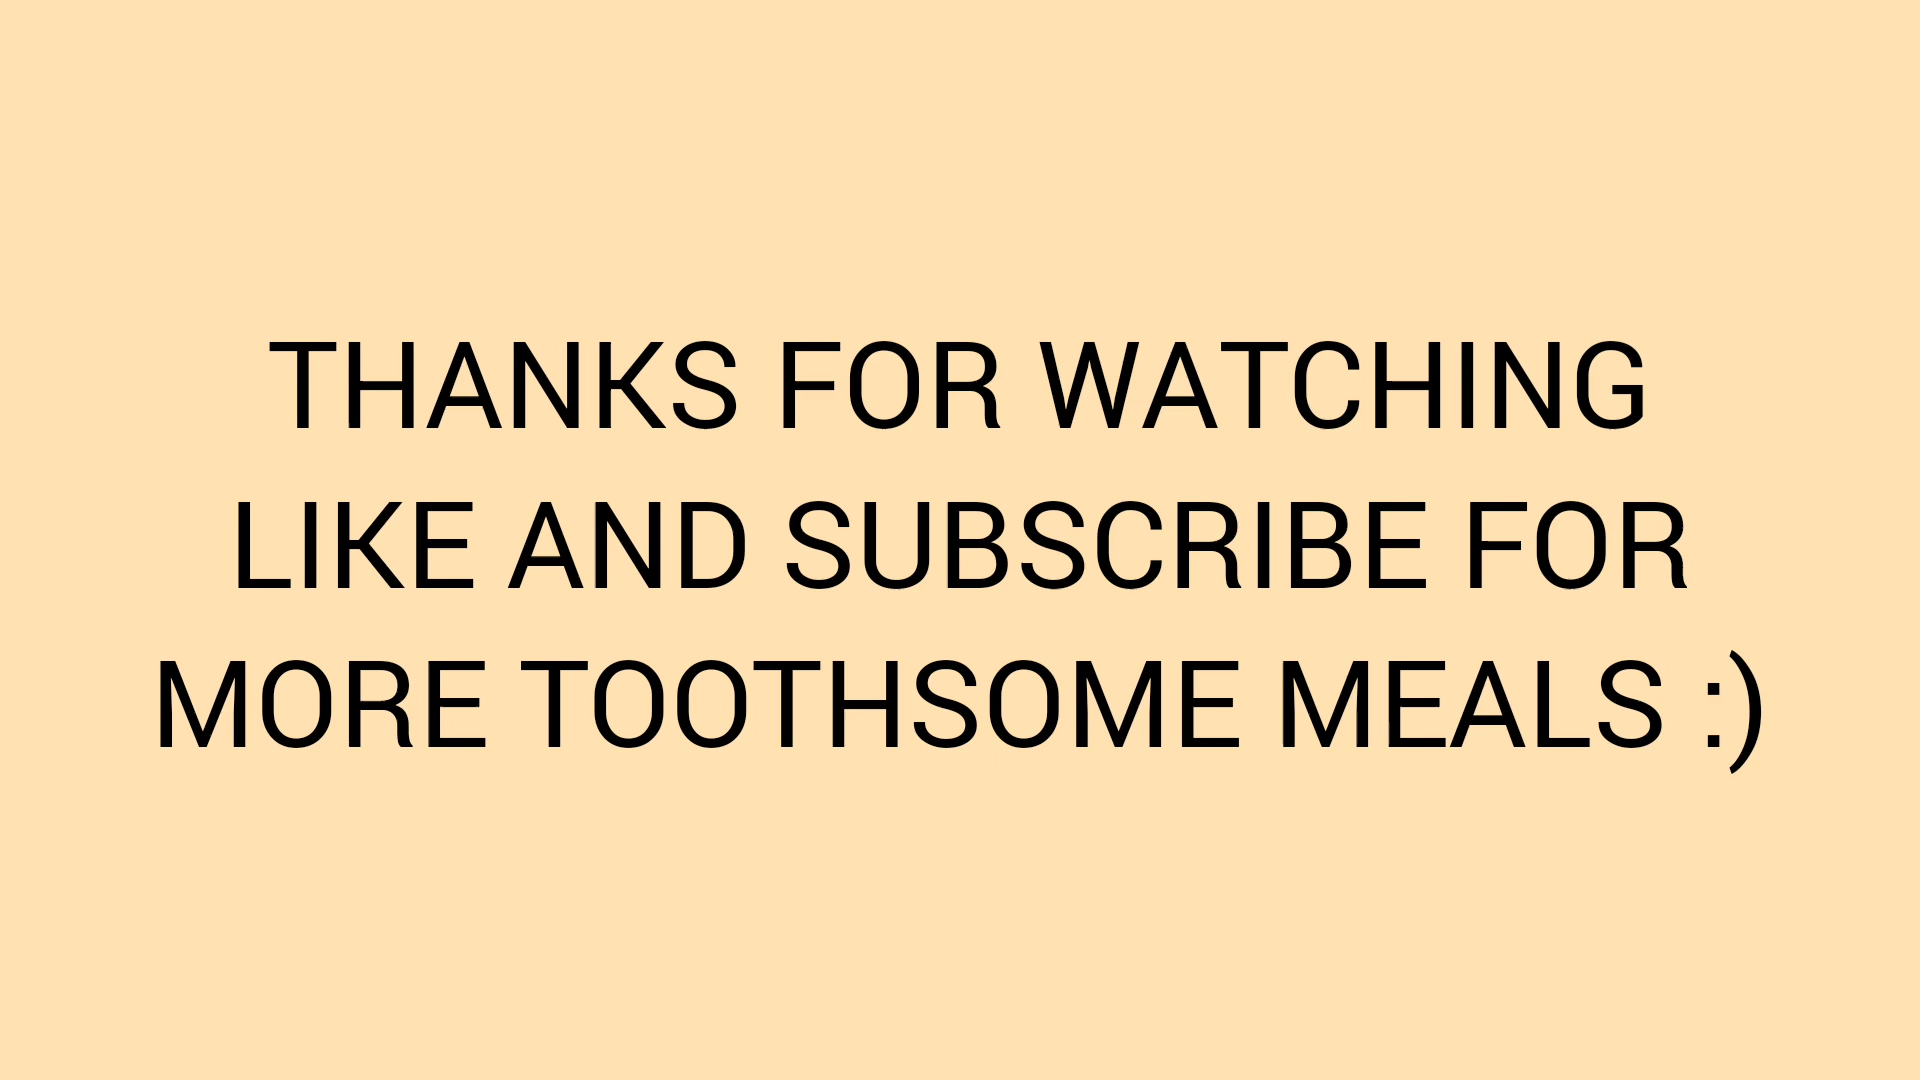 THANKS FOR WATCHING
LIKE AND SUBSCRIBE FOR
MORE TOOTHSOME MEALS :)